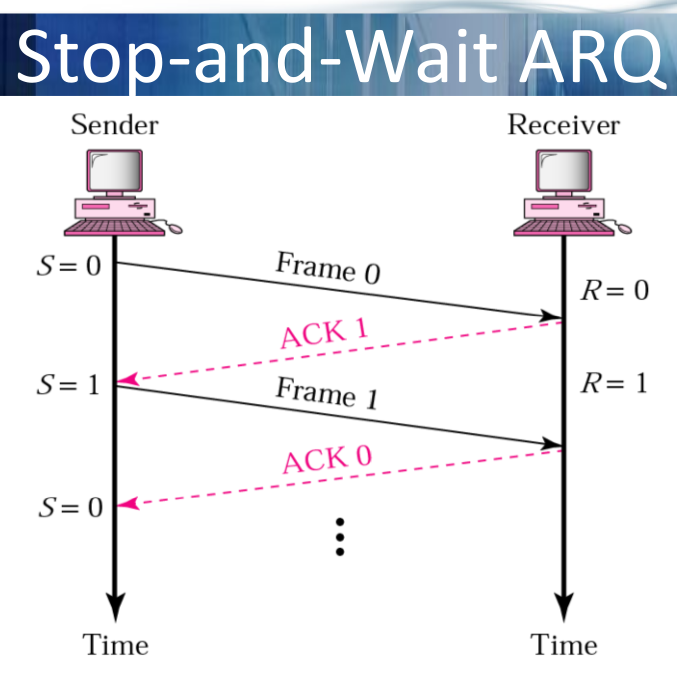 Stop-and-Wait ARQ
Sender
Receiver
S = 0
Frame 0
R = 0
ACK 1
S = 1
Frame 1
R = 1
ACK 0
S = 0
Time
Time